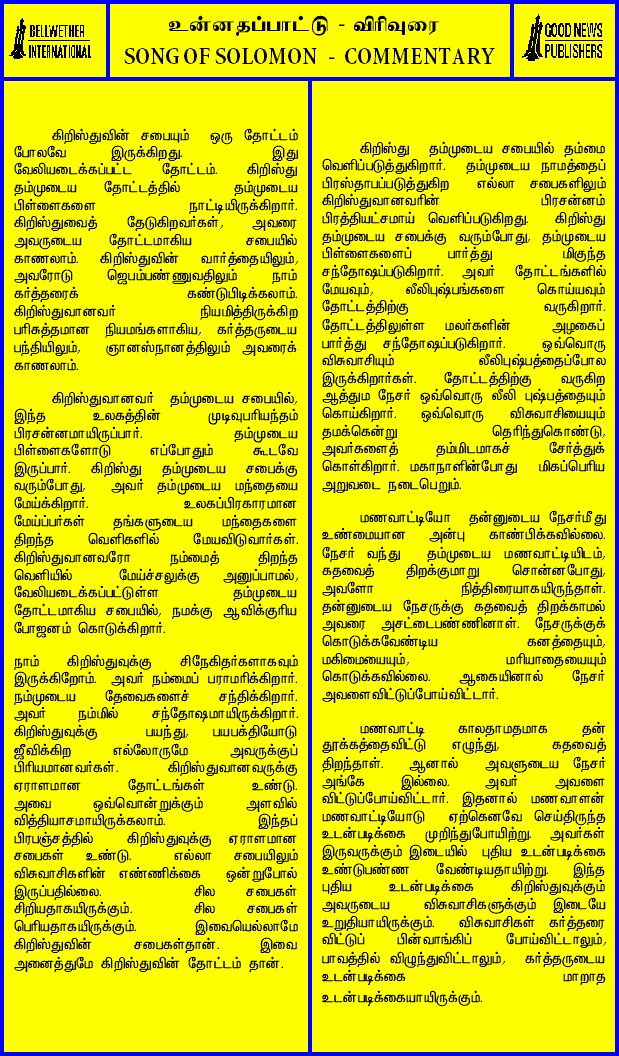 BELLWETHER
INTERNATIONAL
உன்னதப்பாட்டு - விரிவுரை
SONG OF SOLOMON - COMMENTARY
GOOD NEWS
PUBLISHERS
கிறிஸ்துவின் சபையும் ஒரு தோட்டம்
போலவே இருக்கிறது. இது
வேலியடைக்கப்பட்ட தோட்டம். கிறிஸ்து
தம்முடைய தோட்டத்தில் தம்முடைய
பிள்ளைகளை நாட்டியிருக்கிறார்.
கிறிஸ்துவைத் தேடுகிறவர்கள், அவரை
அவருடைய தோட்டமாகிய சபையில்
காணலாம். கிறிஸ்துவின் வார்த்தையிலும்,
அவரோடு ஜெபம்பண்ணுவதிலும் நாம்
கர்த்தரைக் கண்டுபிடிக்கலாம்.
கிறிஸ்துவானவர் நியமித்திருக்கிற
பரிசுத்தமான நியமங்களாகிய, கர்த்தருடைய
பந்தியிலும், ஞானஸ்நானத்திலும் அவரைக்
காணலாம்.
கிறிஸ்துவானவர் தம்முடைய சபையில்,
இந்த உலகத்தின் முடிவுபரியந்தம்
பிரசன்னமாயிருப்பார். தம்முடைய
பிள்ளைகளோடு எப்போதும் கூடவே
இருப்பார். கிறிஸ்து தம்முடைய சபைக்கு
வரும்போது, அவர் தம்முடைய மந்தையை
மேய்க்கிறார். உலகப்பிரகாரமான
மேய்ப்பர்கள் தங்களுடைய மந்தைகளை
திறந்த வெளிகளில் மேயவிடுவார்கள்.
கிறிஸ்துவானவரோ நம்மைத் திறந்த
வெளியில் மேய்ச்சலுக்கு அனுப்பாமல்,
வேலியடைக்கப்பட்டுள்ள தம்முடைய
தோட்டமாகிய சபையில், நமக்கு ஆவிக்குரிய
போஜனம் கொடுக்கிறார்.
நாம் கிறிஸ்துவுக்கு சிநேகிதர்களாகவும்
இருக்கிறோம். அவர் நம்மைப் பராமரிக்கிறார்.
நம்முடைய தேவைகளைச் சந்திக்கிறார்.
அவர் நம்மில் சந்தோஷமாயிருக்கிறார்.
கிறிஸ்துவுக்கு பயந்து, பயபக்தியோடு
ஜீவிக்கிற எல்லோருமே அவருக்குப்
பிரியமானவர்கள். கிறிஸ்துவானவருக்கு
ஏராளமான தோட்டங்கள் உண்டு.
அவை ஒவ்வொன்றுக்கும் அளவில்
வித்தியாசமாயிருக்கலாம். இந்தப்
பிரபஞ்சத்தில் கிறிஸ்துவுக்கு ஏராளமான
சபைகள் உண்டு. எல்லா சபையிலும்
விசுவாசிகளின் எண்ணிக்கை ஒன்றுபோல்
இருப்பதில்லை. சில சபைகள்
சிறியதாகயிருக்கும். சில சபைகள்
பெரியதாகயிருக்கும். இவையெல்லாமே
கிறிஸ்துவின் சபைகள்தான். இவை
அனைத்துமே கிறிஸ்துவின் தோட்டம் தான்.
கிறிஸ்து தம்முடைய சபையில் தம்மை
வெளிப்படுத்துகிறார். தம்முடைய நாமத்தைப்
பிரஸ்தாபப்படுத்துகிற எல்லா சபைகளிலும்
கிறிஸ்துவானவரின் பிரசன்னம்
பிரத்தியட்சமாய் வெளிப்படுகிறது. கிறிஸ்து
தம்முடைய சபைக்கு வரும்போது, தம்முடைய
பிள்ளைகளைப் பார்த்து மிகுந்த
சந்தோஷப்படுகிறார். அவர் தோட்டங்களில்
மேயவும், லீலிபுஷ்பங்களை கொய்யவும்
தோட்டத்திற்கு வருகிறார்.
தோட்டத்திலுள்ள மலர்களின் அழகைப்
பார்த்து சந்தோஷப்படுகிறார். ஒவ்வொரு
விசுவாசியும் லீலிபுஷ்பத்தைப்போல
இருக்கிறார்கள். தோட்டத்திற்கு வருகிற
ஆத்தும நேசர் ஒவ்வொரு லீலி புஷ்பத்தையும்
கொய்கிறார். ஒவ்வொரு விசுவாசியையும்
தமக்கென்று தெரிந்துகொண்டு,
அவர்களைத் தம்மிடமாகச் சேர்த்துக்
கொள்கிறார். மகாநாளின்போது மிகப்பெரிய
அறுவடை நடைபெறும்.
மணவாட்டியோ தன்னுடைய நேசர்மீது
உண்மையான அன்பு காண்பிக்கவில்லை.
நேசர் வந்து தம்முடைய மணவாட்டியிடம்,
கதவைத் திறக்குமாறு சொன்னபோது,
அவளோ நித்திரையாகயிருந்தாள்.
தன்னுடைய நேசருக்கு கதவைத் திறக்காமல்
அவரை அசட்டைபண்ணினாள். நேசருக்குக்
கொடுக்கவேண்டிய கனத்தையும்,
மகிமையையும், மரியாதையையும்
கொடுக்கவில்லை. ஆகையினால் நேசர்
அவளைவிட்டுப்போய்விட்டார்.
மணவாட்டி காலதாமதமாக தன்
தூக்கத்தைவிட்டு எழுந்து, கதவைத்
திறந்தாள். ஆனால் அவளுடைய நேசர்
அங்கே இல்லை. அவர் அவளை
விட்டுப்போய்விட்டார். இதனால் மணவாளன்
மணவாட்டியோடு ஏற்கெனவே செய்திருந்த
உடன்படிக்கை முறிந்துபோயிற்று. அவர்கள்
இருவருக்கும் இடையில் புதிய உடன்படிக்கை
உண்டுபண்ண வேண்டியதாயிற்று. இந்த
புதிய உடன்படிக்கை கிறிஸ்துவுக்கும்
அவருடைய விசுவாசிகளுக்கும் இடையே
உறுதியாயிருக்கும். விசுவாசிகள் கர்த்தரை
விட்டுப் பின்வாங்கிப் போய்விட்டாலும்,
பாவத்தில் விழுந்துவிட்டாலும், கர்த்தருடைய
உடன்படிக்கை மாறாத
உடன்படிக்கையாயிருக்கும்.